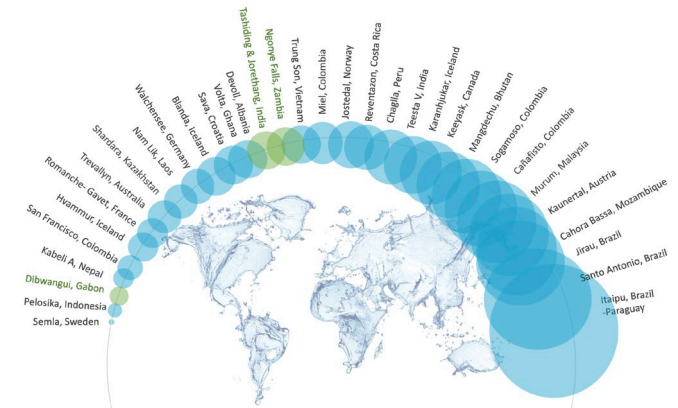 Semla, Sweden
Pelosika, Indonesia
Dibwangui, Gabon
Kabeli A, Nepal
San Francisco, Colombia
Hvammur, Iceland
Romanche- Gavet, France
Trevallyn, Australia
Shardara, Kazakhstan
Nam Lik, Laos
Walchensee, Germany
Blanda, Iceland
Sava, Croatia
Volta, Ghana
Devoll, Albania
Tashiding & Jorethang, India
Ngonye Falls, Zambia
Trung Son, Vietnam
Miel, Colombia
Jostedal, Norway
Reventazon, Costa Rica
Chaglla, Peru
Teesta V, India
Karanhjukar, Iceland
Keeyask, Canada
Mangdechu, Bhutan
Sogamoso, Colombia
Cañafisto, Colombia
Murum, Malaysia
Kaunertal, Austria
Cahora Bassa, Mozambique
Jirau, Brazil
Santo Antonio, Brazil
Itaipu, Brazil
-Paraguay